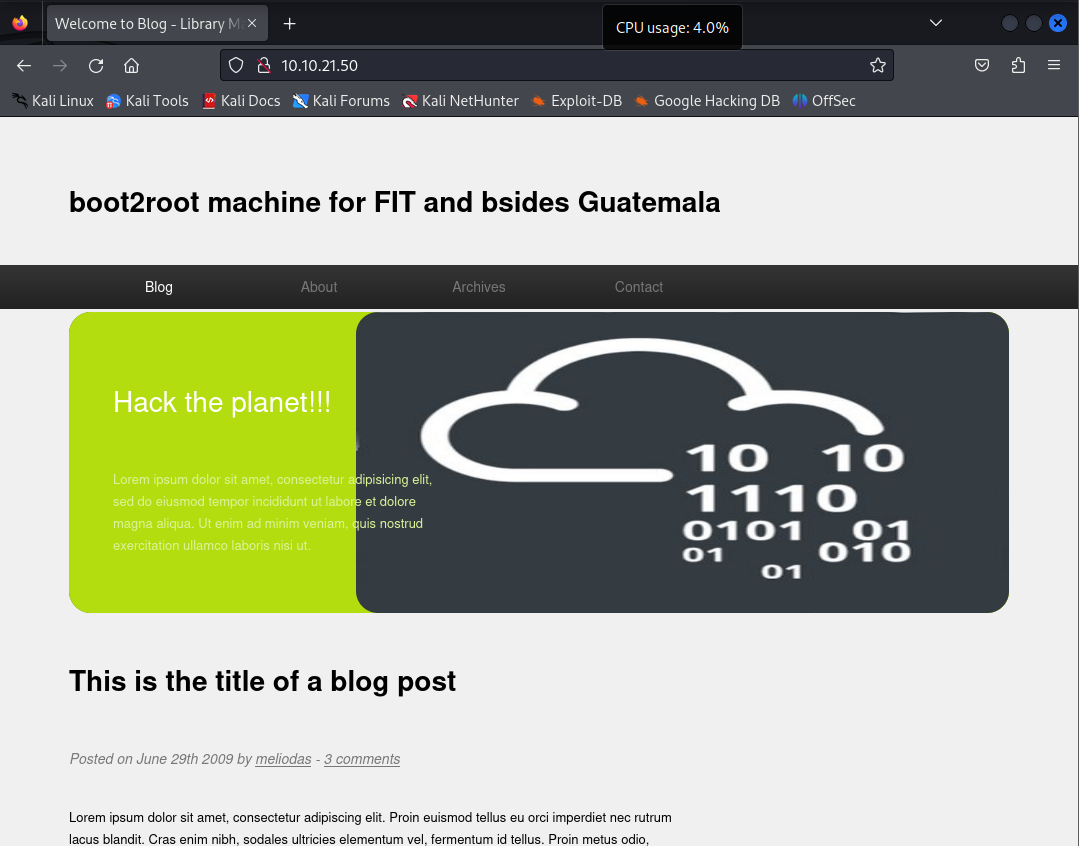 Welcome to Blog - Library M
CPU usage: 4.0%
10.10.21.50
Kali Linux Kali Tools Kali Docs Kali Forums Kali NetHunter Exploit-DB Google Hacking DB OffSec
boot2root machine for FIT and bsides Guatemala
Blog About Archives Contact
Hack the planet!!!
Lorem ipsum dolor sit amet, consectetur adipisicing elit,
sed do eiusmod tempor incididunt ut labore et dolore
magna aliqua. Ut enim ad minim veniam, quis nostrud
exercitation ullamco laboris nisi ut.
10 10
1110
0101 01
01 010
01
This is the title of a blog post
Posted on June 29th 2009 by meliodas - 3 comments
Lorem ipsum dolor sit amet, consectetur adipiscing elit. Proin euismod tellus eu orci imperdiet nec rutrum
lacus blandit. Cras enim nibh, sodales ultricies elementum vel, fermentum id tellus. Proin metus odio,